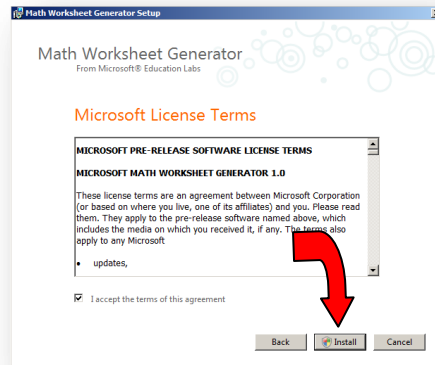 Math Worksheet Generator Setup
Math Worksheet Generator
From Microsoft® Education Labs
Microsoft License Terms
MICROSOFT PRE-RELEASE SOFTWARE LICENSE TERMS
MICROSOFT MATH WORKSHEET GENERATOR 1.0
These license terms are an agreement between Microsoft Corporation
(or based on where you live, one of its affiliates) and you. Please read
them. They apply to the pre-release software named above, which
includes the media on which you received it, if any. The terms also
apply to any Microsoft
• updates,
I accept the terms of this agreement
Back Install Cancel